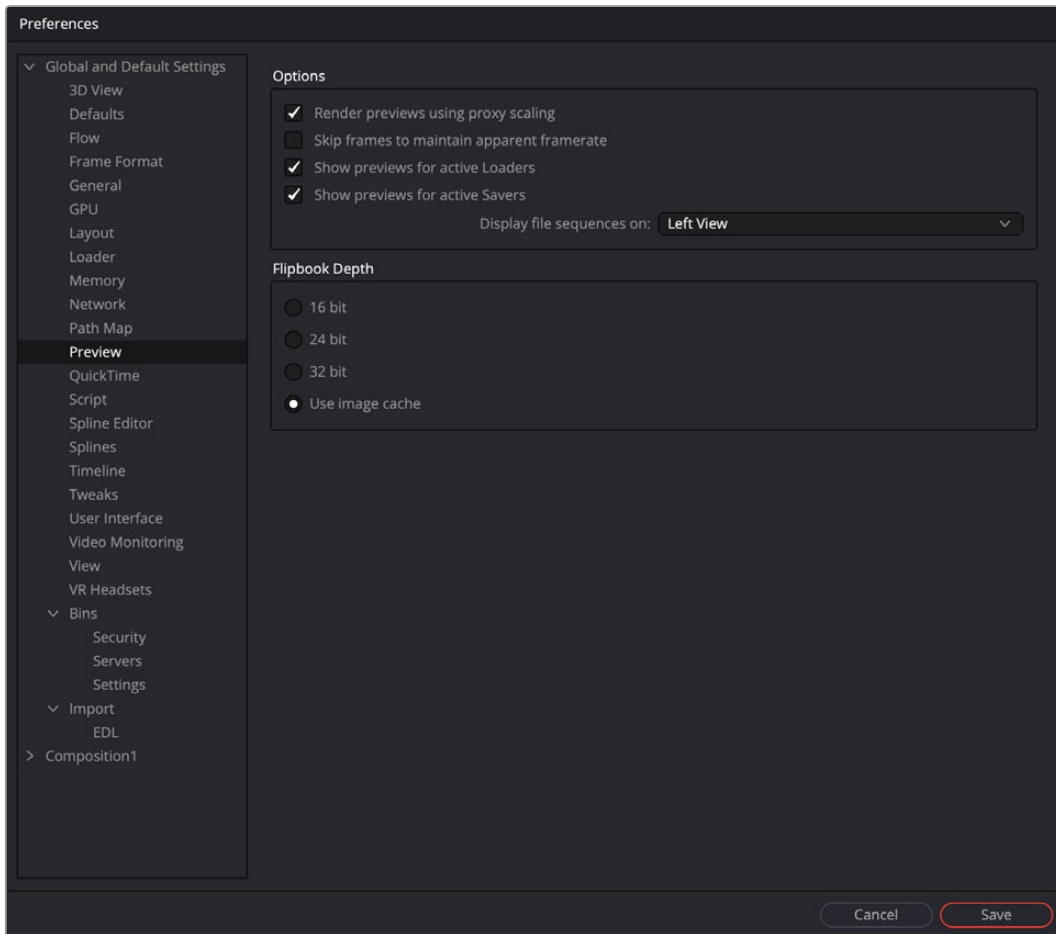 Preferences
Global and Default Settings
3D View
Defaults
Flow
Frame Format
General
GPU
Layout
Loader
Memory
Network
Path Map
Preview
QuickTime
Script
Spline Editor
Splines
Timeline
Tweaks
User Interface
Video Monitoring
View
VR Headsets
Bins
Security
Servers
Settings
Import
EDL
Composition1
Options
Render previews using proxy scaling
Skip frames to maintain apparent framerate
Show previews for active Loaders
Show previews for active Savers
Display file sequences on: Left View
Flipbook Depth
16 bit
24 bit
32 bit
Use image cache
Cancel Save